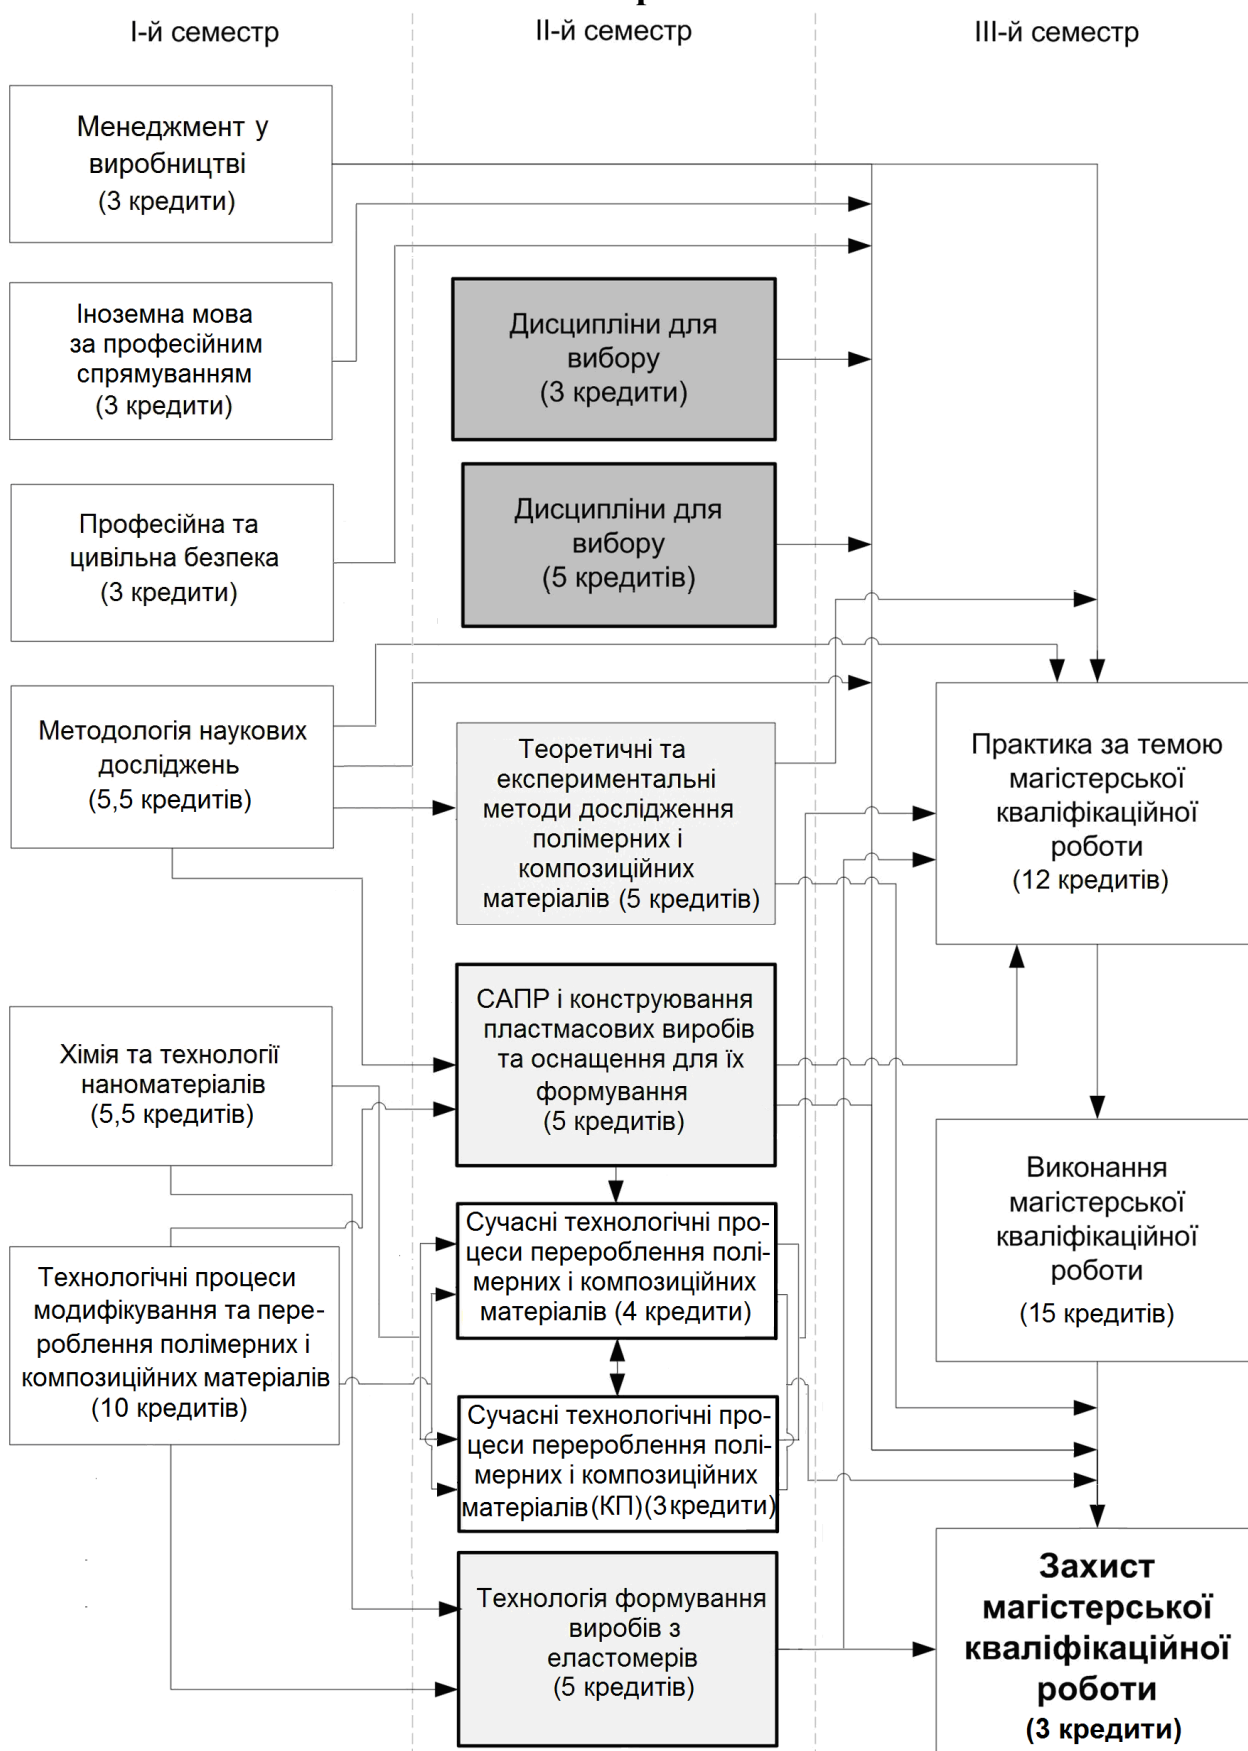 І-й семестр
ІІ-й семестр
ІІІ-й семестр
Менеджмент у
виробництві
(3 кредити)
Іноземна мова
за професійним
спрямуванням
(3 кредити)
Професійна та
цивільна безпека
(3 кредити)
Методологія наукових
досліджень
(5,5 кредитів)
Хімія та технології
наноматеріалів
(5,5 кредитів)
Технологічні процеси
модифікування та пере-
роблення полімерних і
композиційних матеріалів
(10 кредитів)
Дисципліни для
вибору
(3 кредити)
Дисципліни для
вибору
(5 кредитів)
Теоретичні та
експериментальні
методи дослідження
полімерних і
композиційних
матеріалів (5 кредитів)
САПР і конструювання
пластмасових виробів
та оснащення для їх
формування
(5 кредитів)
Сучасні технологічні про-
цеси перероблення полі-
мерних і композиційних
матеріалів (4 кредити)
Сучасні технологічні про-
цеси перероблення полі-
мерних і композиційних
матеріалів (КП) (3 кредити)
Технологія формування
виробів з
еластомерів
(5 кредитів)
Практика за темою
магістерської
кваліфікаційної
роботи
(12 кредитів)
Виконання
магістерської
кваліфікаційної
роботи
(15 кредитів)
Захист
магістерської
кваліфікаційної
роботи
(3 кредити)